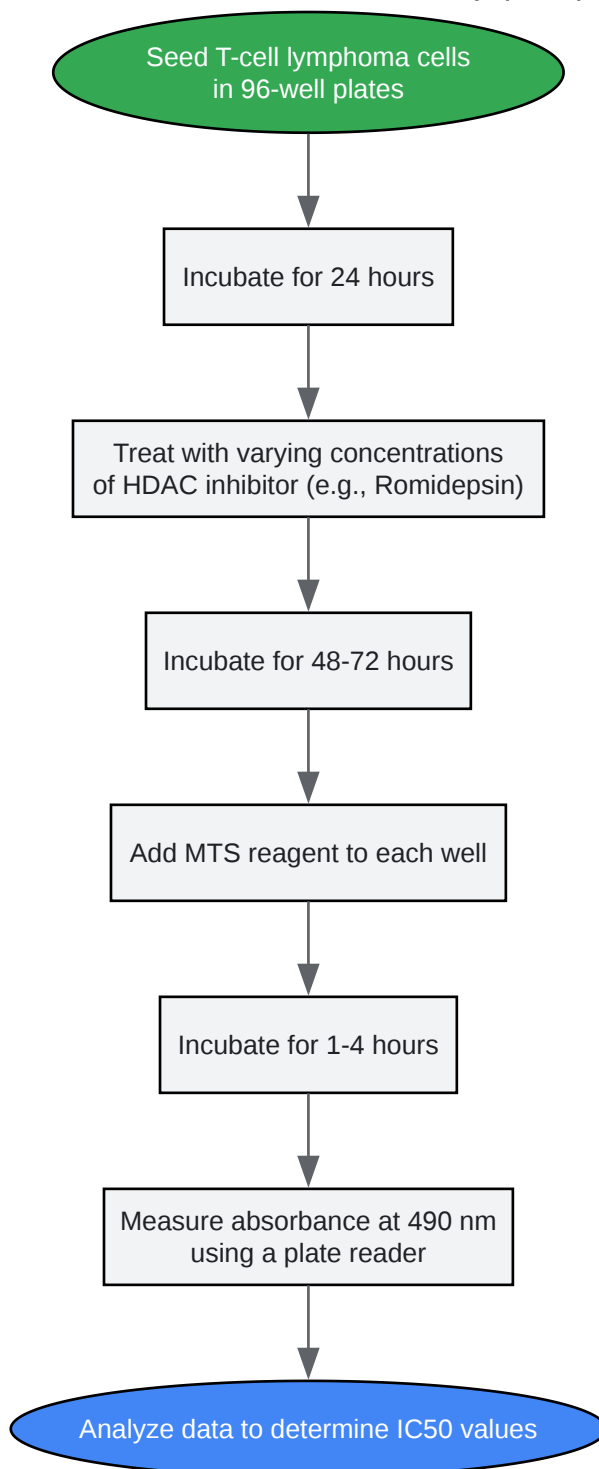 Seed T-cell lymphoma cells
in 96-well plates
Incubate for 24 hours
Treat with varying concentrations
of HDAC inhibitor (e.g., Romidepsin)
Incubate for 48-72 hours
Add MTS reagent to each well
Incubate for 1-4 hours
Measure absorbance at 490 nm
using a plate reader
Analyze data to determine IC50 values